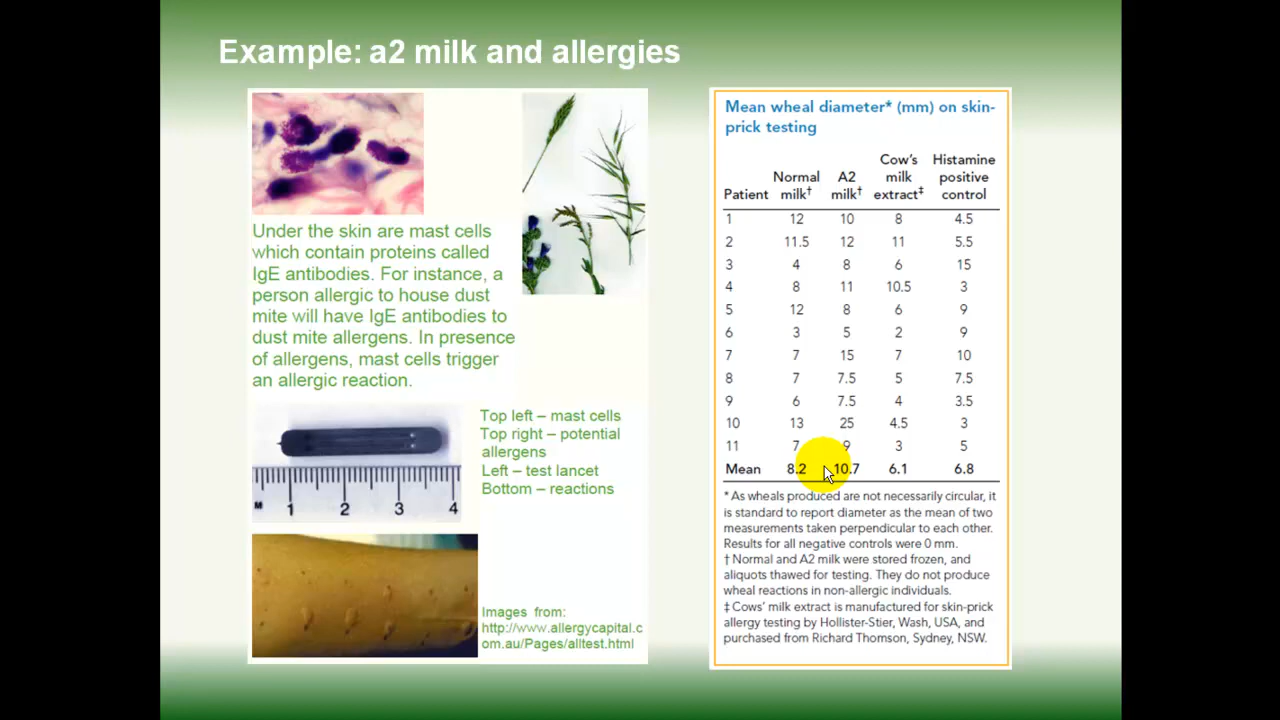 Example: a2 milk and allergies
Under the skin are mast cells
which contain proteins called
IgE antibodies. For instance, a
person allergic to house dust
mite will have IgE antibodies to
dust mite allergens. In presence
of allergens, mast cells trigger
an allergic reaction.
Top left – mast cells
Top right – potential
allergens
Left – test lancet
Bottom – reactions
M 1 2 3 4
Images from:
http://www.allergycapital.c
om.au/Pages/alltest.html
Mean wheal diameter* (mm) on skin-
prick testing
Cow's Histamine
Normal A2 milk positive
Patient milk† milk† extract‡ control
1 12 10 8 4.5
2 11.5 12 11 5.5
3 4 8 6 15
4 8 11 10.5 3
5 12 8 6 9
6 3 5 2 9
7 7 15 7 10
8 7 7.5 5 7.5
9 6 7.5 4 3.5
10 13 25 4.5 3
11 7 9 3 5
Mean 8.2 10.7 6.1 6.8
* As wheals produced are not necessarily circular, it
is standard to report diameter as the mean of two
measurements taken perpendicular to each other.
Results for all negative controls were 0 mm.
† Normal and A2 milk were stored frozen, and
aliquots thawed for testing. They do not produce
wheal reactions in non-allergic individuals.
‡ Cows' milk extract is manufactured for skin-prick
allergy testing by Hollister-Stier, Wash, USA, and
purchased from Richard Thomson, Sydney, NSW.